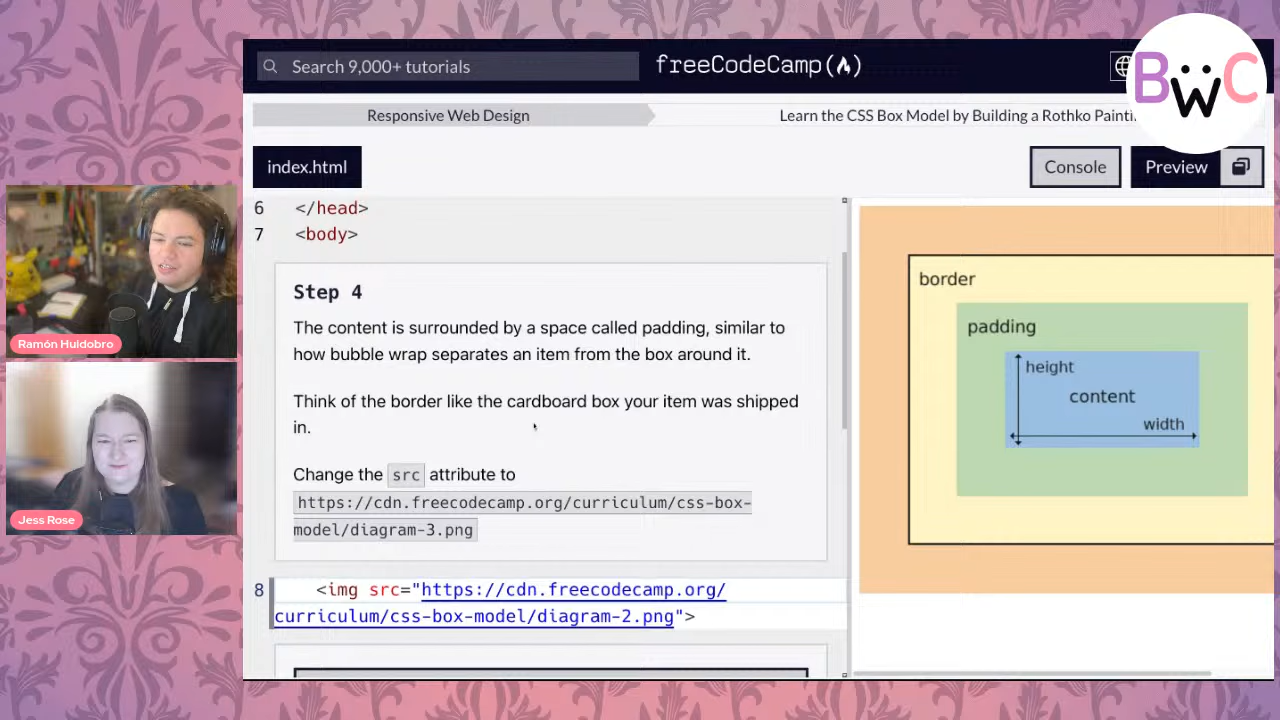 Search 9,000+ tutorials
freeCodeCamp
BWC
Responsive Web Design
Learn the CSS Box Model by Building a Rothko Painti
index.html
Console
Preview
6 </head>
7 <body>
Step 4
The content is surrounded by a space called padding, similar to
how bubble wrap separates an item from the box around it.
Think of the border like the cardboard box your item was shipped
in.
Change the src attribute to
https://cdn.freecodecamp.org/curriculum/css-box-
model/diagram-3.png
8 <img src="https://cdn.freecodecamp.org/
curriculum/css-box-model/diagram-2.png">
border
padding
height
content
width
Ramón Huidobro
Jess Rose